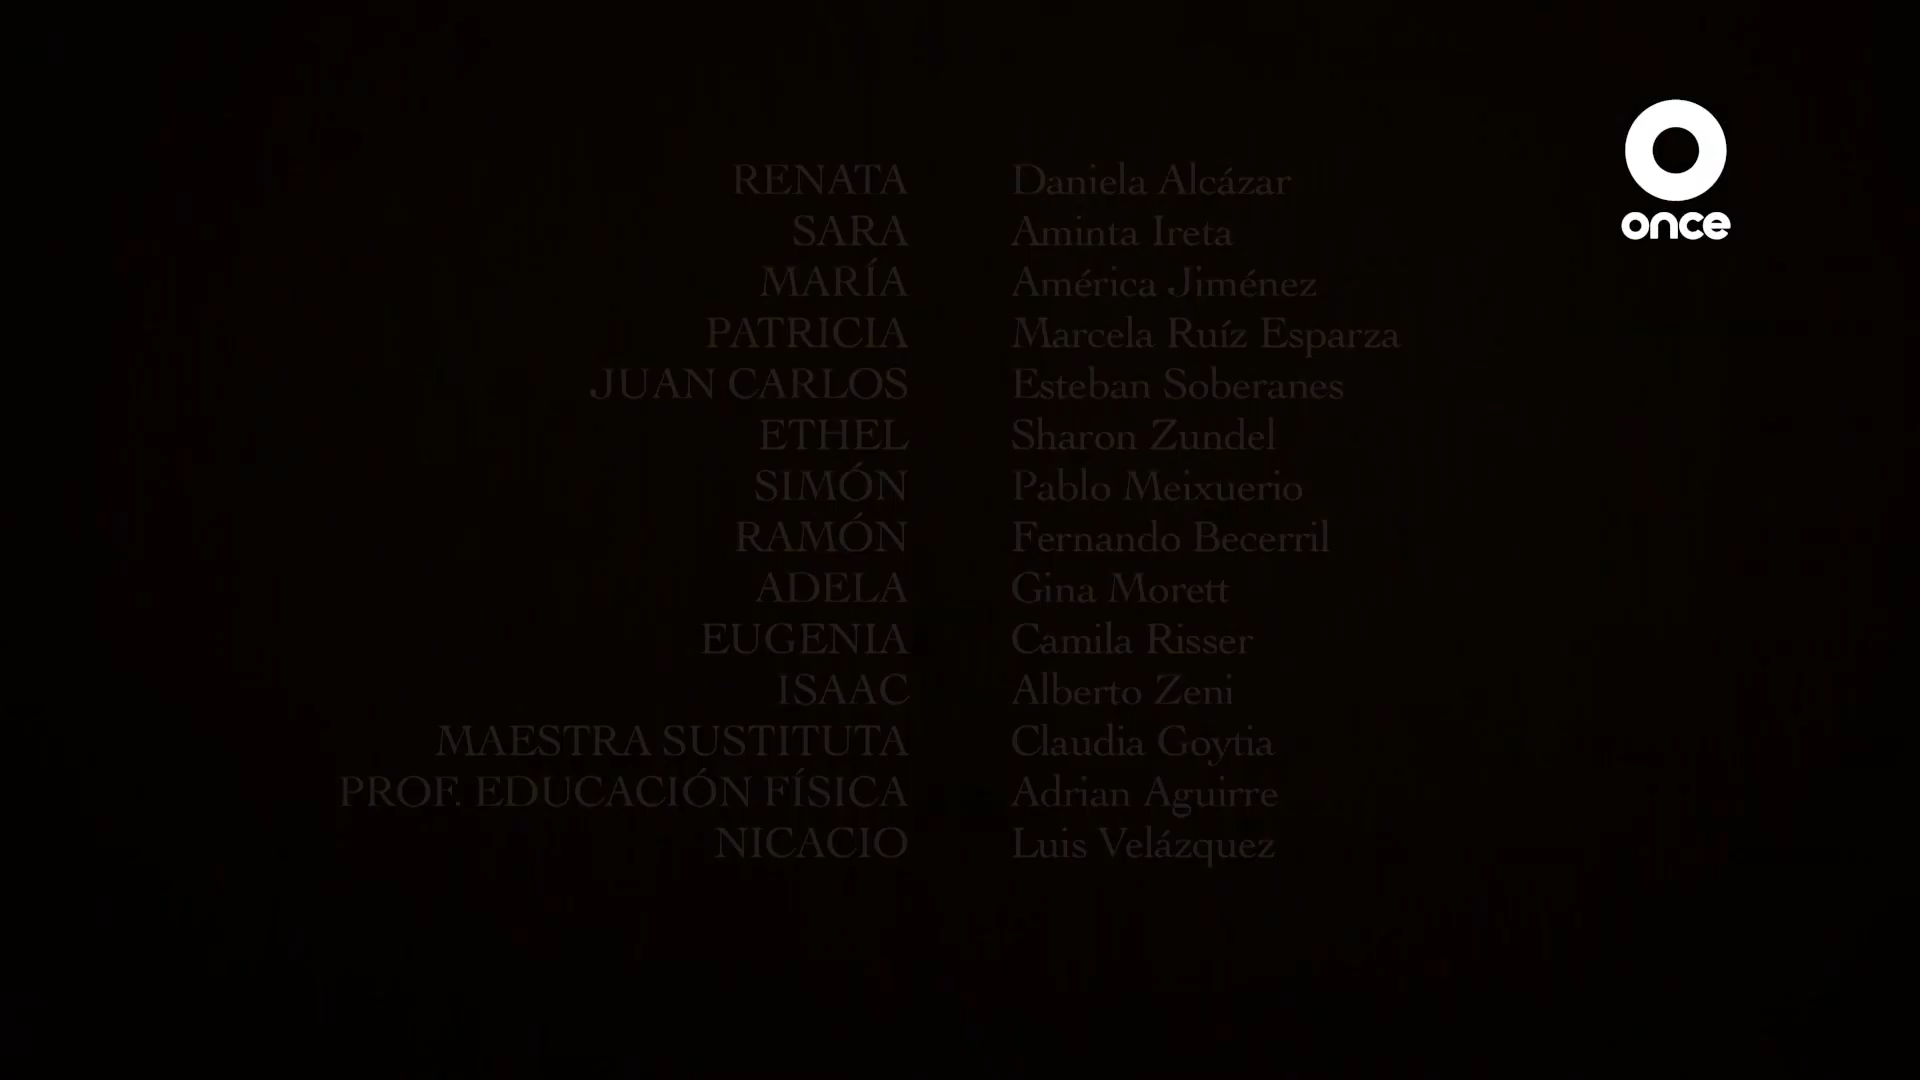 RENATA Daniela Alcázar
SARA Aminta Ireta
MARÍA América Jiménez
PATRICIA Marcela Ruíz Esparza
JUAN CARLOS Esteban Soberanes
ETHEL Sharon Zundel
SIMÓN Pablo Meixuerio
RAMÓN Fernando Becerril
ADELA Gina Morett
EUGENIA Camila Risser
ISAAC Alberto Zeni
MAESTRA SUSTITUTA Claudia Goytia
PROF. EDUCACIÓN FÍSICA Adrian Aguirre
NICACIO Luis Velázquez
once